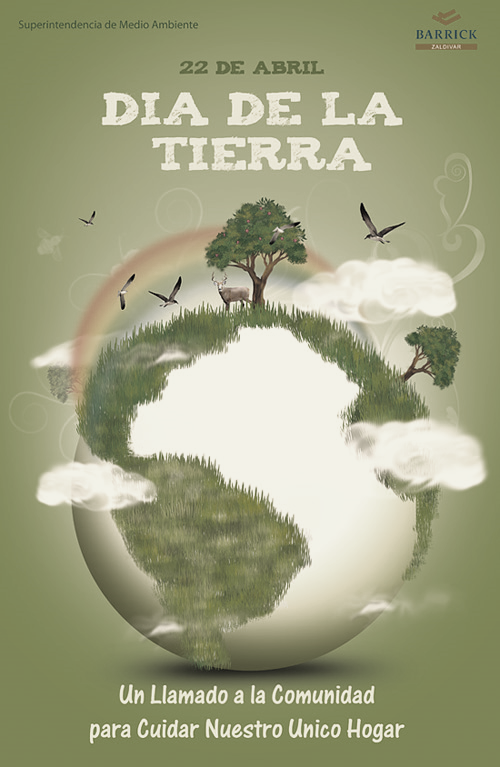 Superintendencia de Medio Ambiente
BARRICK
ZALDIVAR
22 DE ABRIL
DIA DE LA
TIERRA
Un Llamado a la Comunidad
para Cuidar Nuestro Unico Hogar